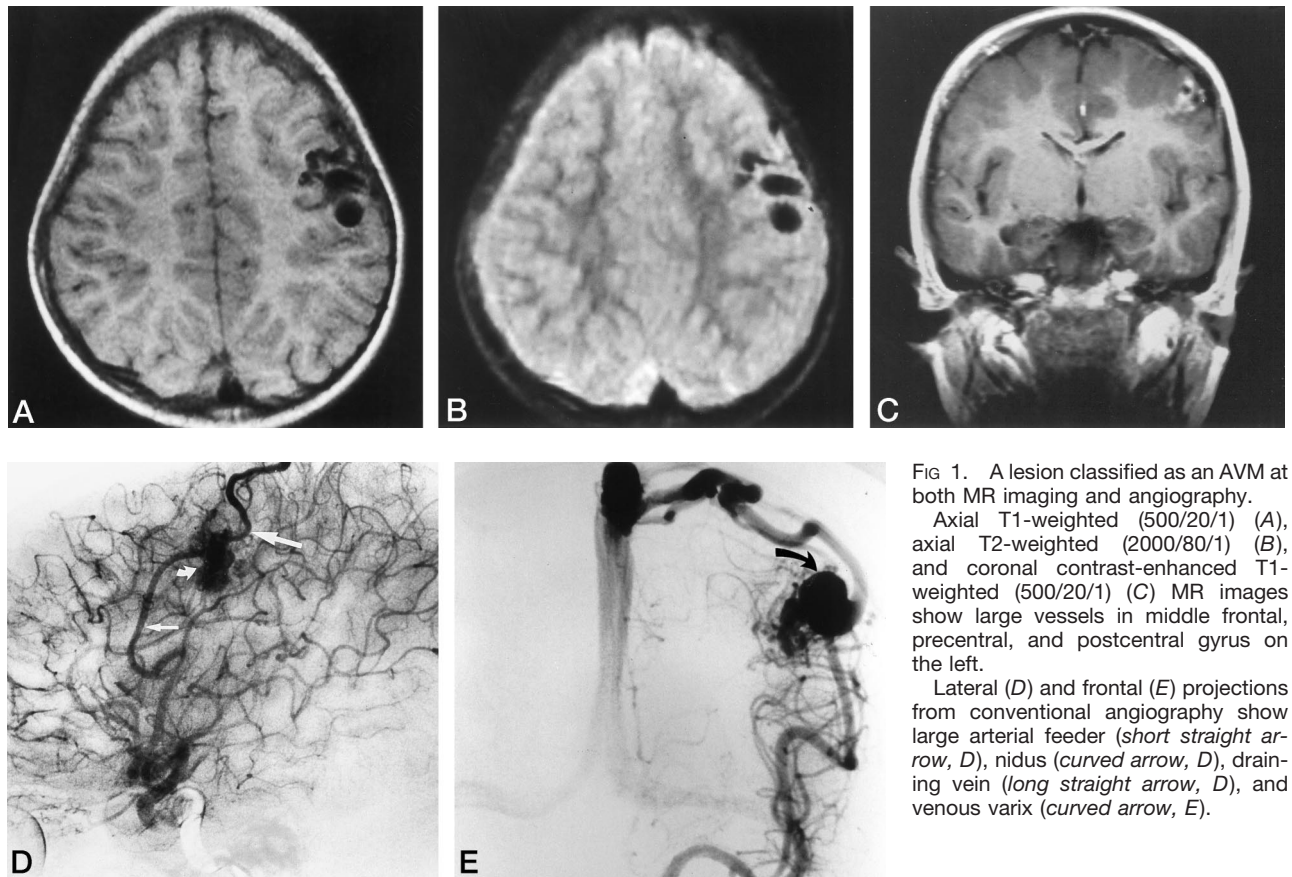 A
B
C
D
E
FIG 1. A lesion classified as an AVM at
both MR imaging and angiography.
Axial T1-weighted (500/20/1) (A),
axial T2-weighted (2000/80/1) (B),
and coronal contrast-enhanced T1-
weighted (500/20/1) (C) MR images
show large vessels in middle frontal,
precentral, and postcentral gyrus on
the left.
Lateral (D) and frontal (E) projections
from conventional angiography show
large arterial feeder (short straight ar-
row, D), nidus (curved arrow, D), drain-
ing vein (long straight arrow, D), and
venous varix (curved arrow, E).